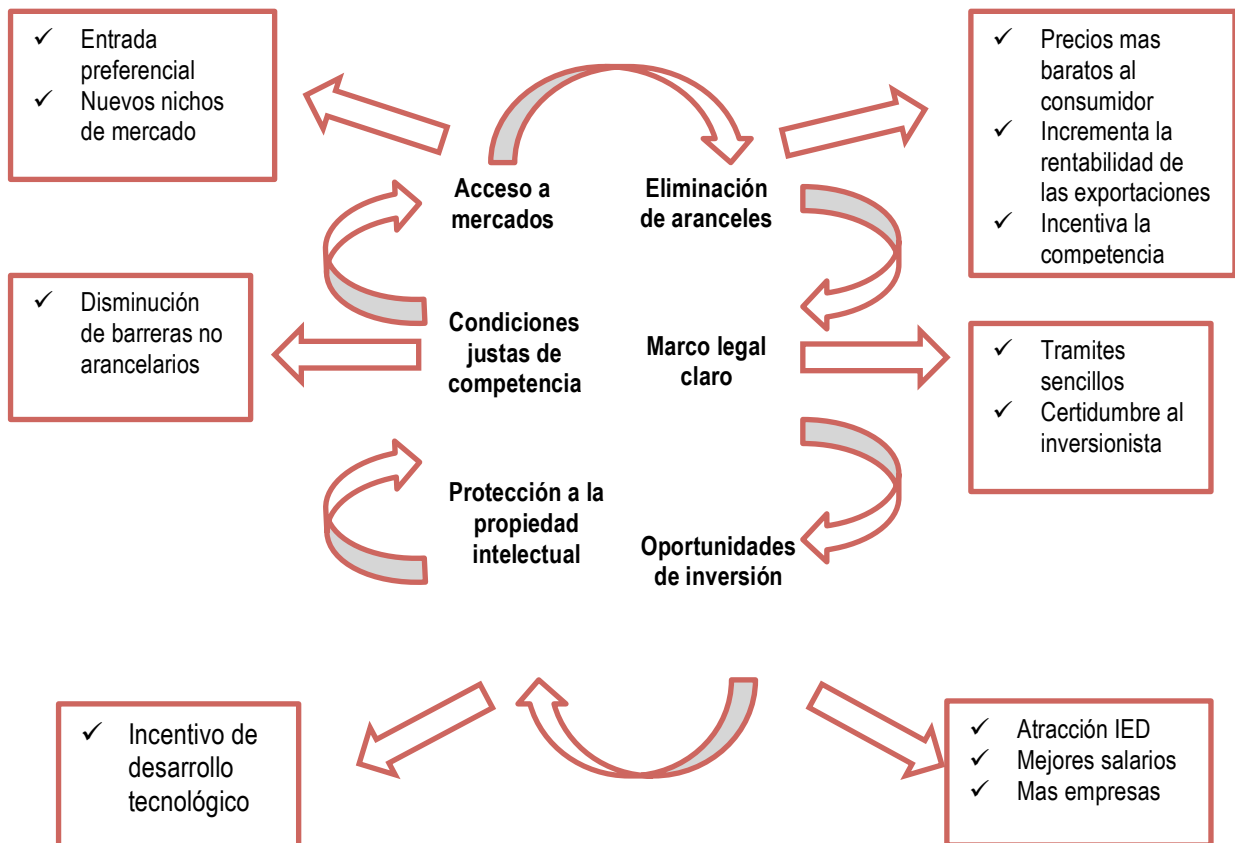 ✓ Entrada
preferencial
✓ Nuevos nichos
de mercado
✓ Precios mas
baratos al
consumidor
✓ Incrementa la
rentabilidad de
las exportaciones
✓ Incentiva la
competencia
Acceso a
mercados
Eliminación
de aranceles
✓ Disminución
de barreras no
arancelarios
Condiciones
justas de
competencia
Marco legal
claro
✓ Tramites
sencillos
✓ Certidumbre al
inversionista
Protección a la
propiedad
intelectual
Oportunidades
de inversión
✓ Incentivo de
desarrollo
tecnológico
✓ Atracción IED
✓ Mejores salarios
✓ Mas empresas